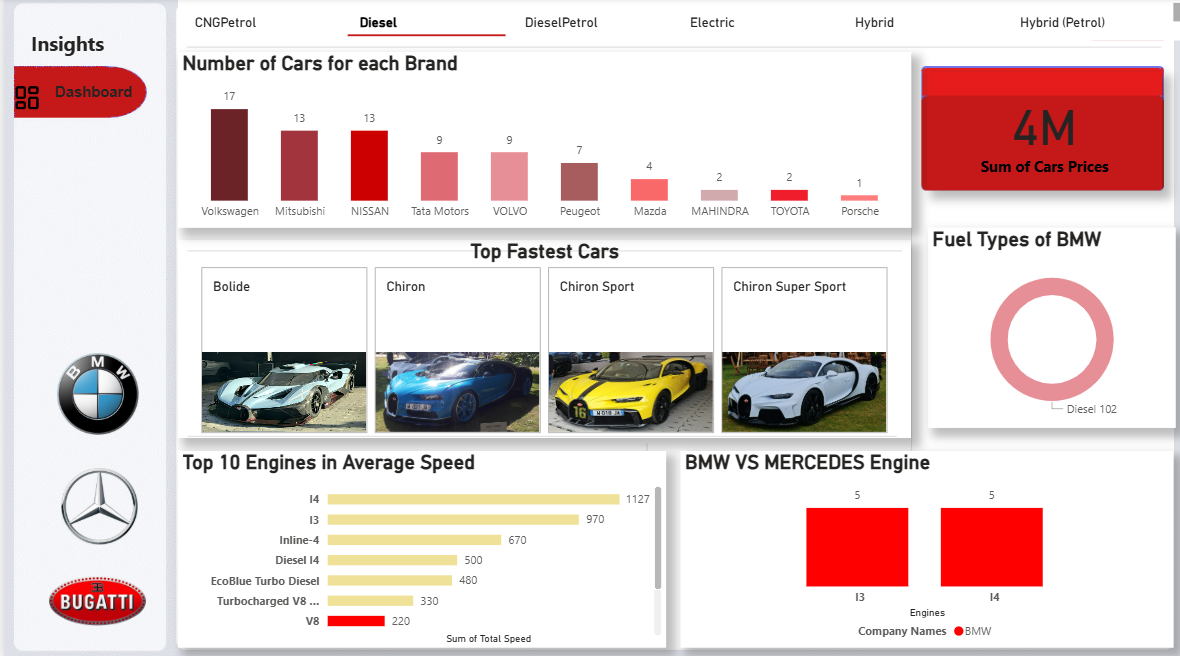 CNGPetrol
Diesel
DieselPetrol
Electric
Hybrid
Hybrid (Petrol)
Insights
Dashboard
Number of Cars for each Brand
17
13
13
9
9
7
4
2
2
1
Volkswagen
Mitsubishi
NISSAN
Tata Motors
VOLVO
Peugeot
Mazda
MAHINDRA
TOYOTA
Porsche
4M
Sum of Cars Prices
Top Fastest Cars
Bolide
Chiron
Chiron Sport
Chiron Super Sport
16
Fuel Types of BMW
Diesel 102
BMW
BUGATTI
Top 10 Engines in Average Speed
I4 1127
I3 970
Inline-4 670
Diesel I4 500
EcoBlue Turbo Diesel 480
Turbocharged V8 ... 330
V8 220
Sum of Total Speed
BMW VS MERCEDES Engine
5
5
I3
I4
Engines
Company Names BMW